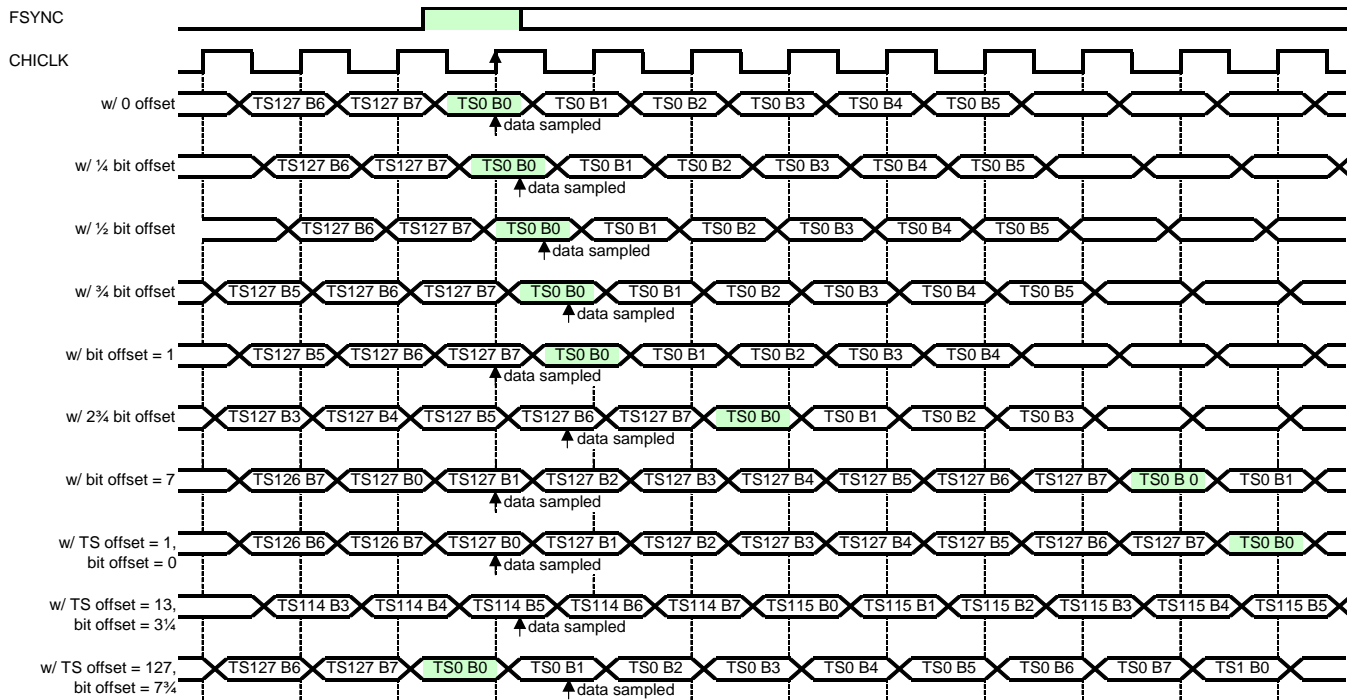 FSYNC
CHICLK
w/ 0 offset TS127 B6 TS127 B7 TS0 B0 TS0 B1 TS0 B2 TS0 B3 TS0 B4 TS0 B5
data sampled
w/ ¼ bit offset TS127 B6 TS127 B7 TS0 B0 TS0 B1 TS0 B2 TS0 B3 TS0 B4 TS0 B5
data sampled
w/ ½ bit offset TS127 B6 TS127 B7 TS0 B0 TS0 B1 TS0 B2 TS0 B3 TS0 B4 TS0 B5
data sampled
w/ ¾ bit offset TS127 B5 TS127 B6 TS127 B7 TS0 B0 TS0 B1 TS0 B2 TS0 B3 TS0 B4 TS0 B5
data sampled
w/ bit offset = 1 TS127 B5 TS127 B6 TS127 B7 TS0 B0 TS0 B1 TS0 B2 TS0 B3 TS0 B4
data sampled
w/ 2¾ bit offset TS127 B3 TS127 B4 TS127 B5 TS127 B6 TS127 B7 TS0 B0 TS0 B1 TS0 B2 TS0 B3
data sampled
w/ bit offset = 7 TS126 B7 TS127 B0 TS127 B1 TS127 B2 TS127 B3 TS127 B4 TS127 B5 TS127 B6 TS127 B7 TS0 B 0 TS0 B1
data sampled
w/ TS offset = 1, TS126 B6 TS126 B7 TS127 B0 TS127 B1 TS127 B2 TS127 B3 TS127 B4 TS127 B5 TS127 B6 TS127 B7 TS0 B0
bit offset = 0 data sampled
w/ TS offset = 13, TS114 B3 TS114 B4 TS114 B5 TS114 B6 TS114 B7 TS115 B0 TS115 B1 TS115 B2 TS115 B3 TS115 B4 TS115 B5
bit offset = 3¼ data sampled
w/ TS offset = 127, TS127 B6 TS127 B7 TS0 B0 TS0 B1 TS0 B2 TS0 B3 TS0 B4 TS0 B5 TS0 B6 TS0 B7 TS1 B0
bit offset = 7¾ data sampled